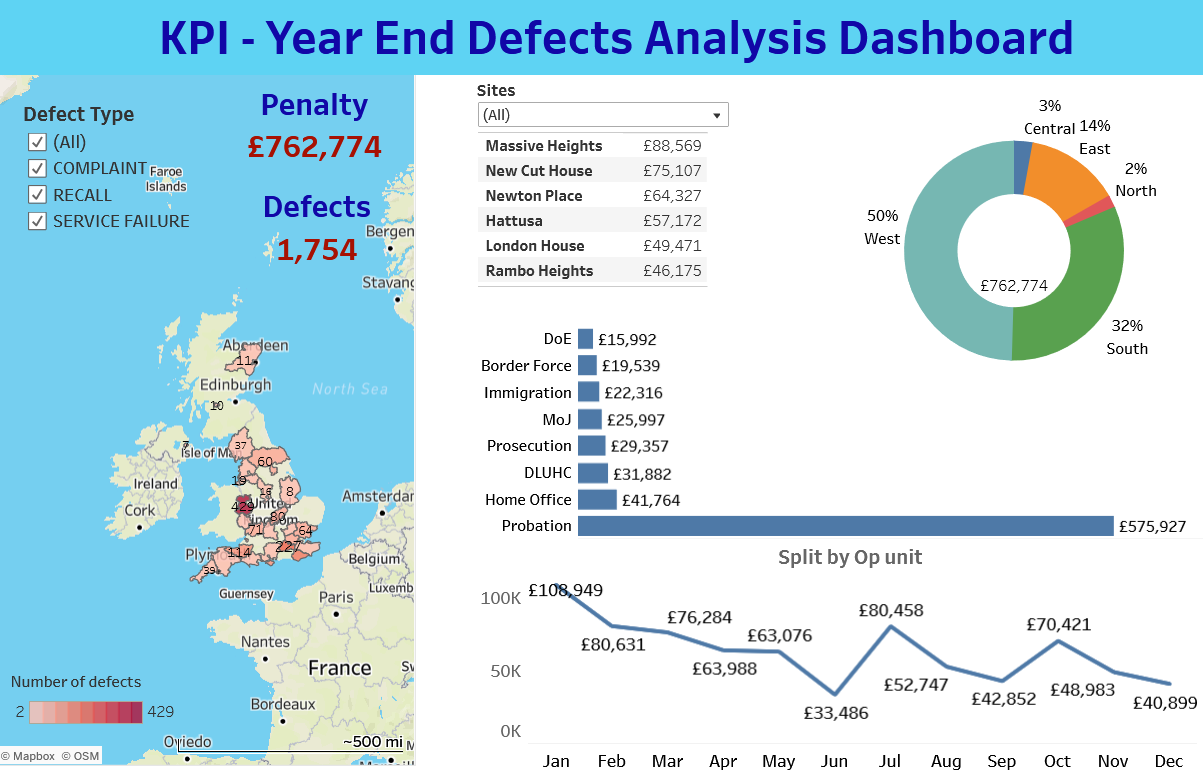 KPI - Year End Defects Analysis Dashboard
Defect Type
(All)
COMPLAINT
RECALL
SERVICE FAILURE
Penalty
£762,774
Defects
1,754
Faroe
Islands
Bergen
Stavang
Aberdeen
11
Edinburgh
North Sea
10
7
Isle of M
37
60
19
8
Ireland
429
United
80
Cork
71
64
Amsterdar
Plyi
114
227
39
Belgium
Guernsey
Luxemb
Paris
Nantes
France
Sv
Number of defects
2
429
Bordeaux
Oviedo
~500 mi
© Mapbox © OSM
Sites
(All)
Massive Heights £88,569
New Cut House £75,107
Newton Place £64,327
Hattusa £57,172
London House £49,471
Rambo Heights £46,175
3%
Central
14%
East
2%
North
50%
West
£762,774
32%
South
DoE £15,992
Border Force £19,539
Immigration £22,316
MoJ £25,997
Prosecution £29,357
DLUHC £31,882
Home Office £41,764
Probation £575,927
Split by Op unit
100K
50K
0K
£108,949
£80,631
£76,284
£63,988
£63,076
£33,486
£80,458
£52,747
£42,852
£70,421
£48,983
£40,899
Jan Feb Mar Apr May Jun Jul Aug Sep Oct Nov Dec